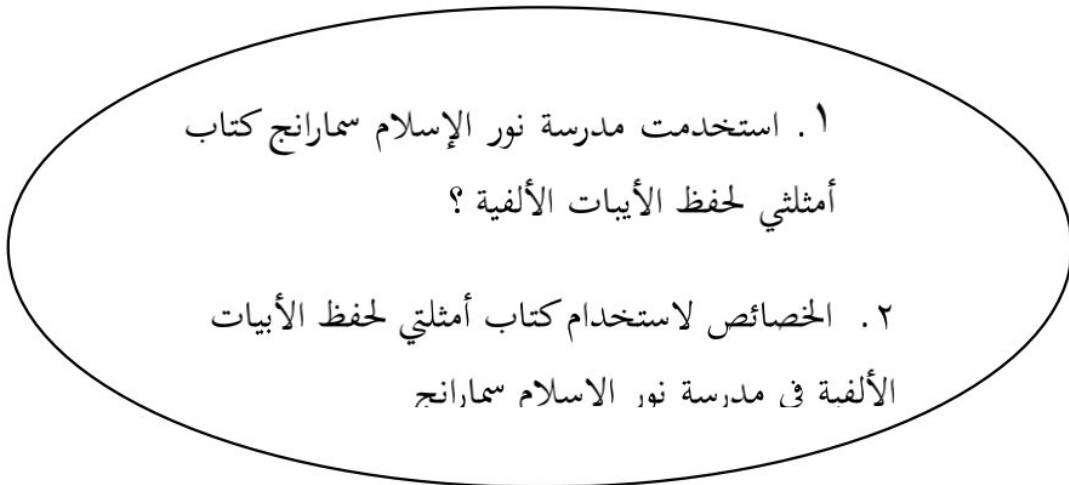 ١. استخدمت مدرسة نور الإسلام سمارانج كتاب
أمثلثي لحفظ الأيبات الألفية ؟
٢. الخصائص لاستخدام كتاب أمثلتي لحفظ الأبيات
الألفية في مدرسة نور الاسلام سمارانج